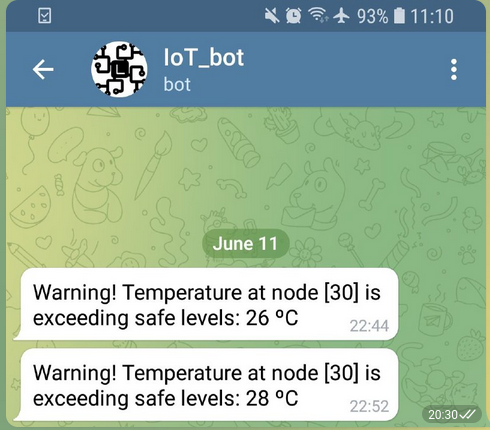 93% 11:10
IoT_bot
bot
June 11
Warning! Temperature at node [30] is
exceeding safe levels: 26 ºC
22:44
Warning! Temperature at node [30] is
exceeding safe levels: 28 ºC
22:52
20:30